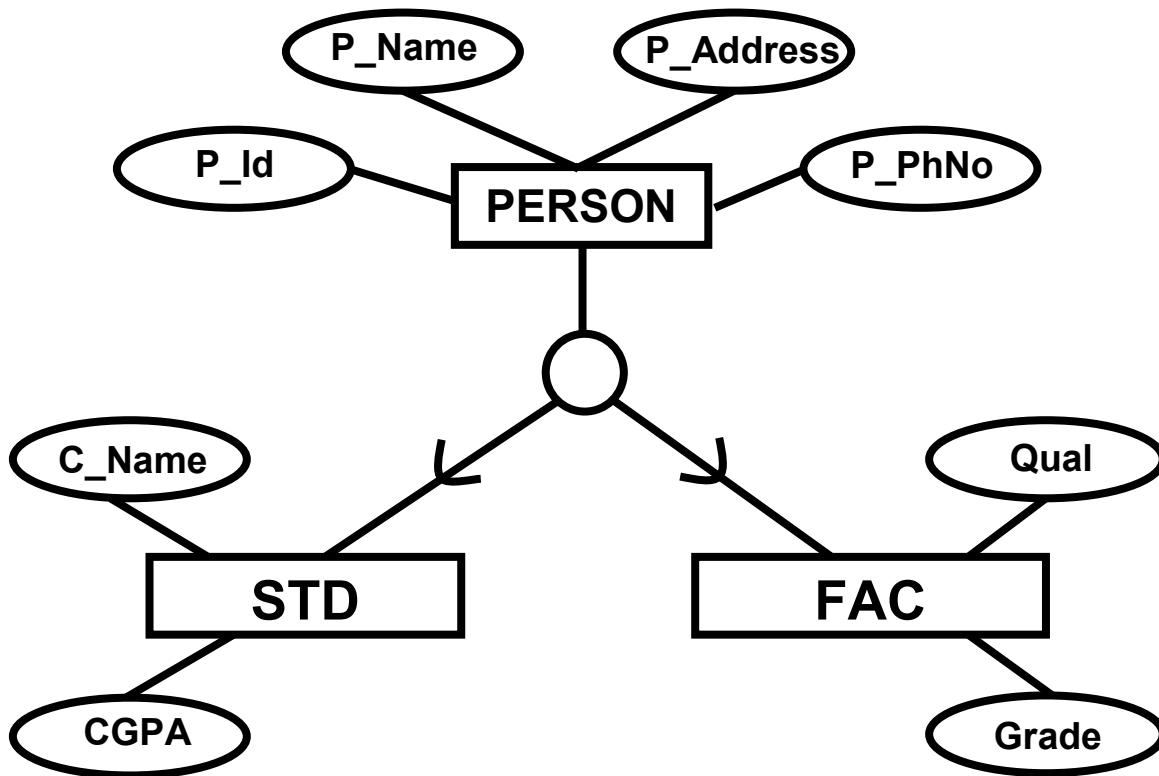 P_Name
P_Address
P_Id
P_PhNo
PERSON
C_Name
Qual
STD
FAC
CGPA
Grade